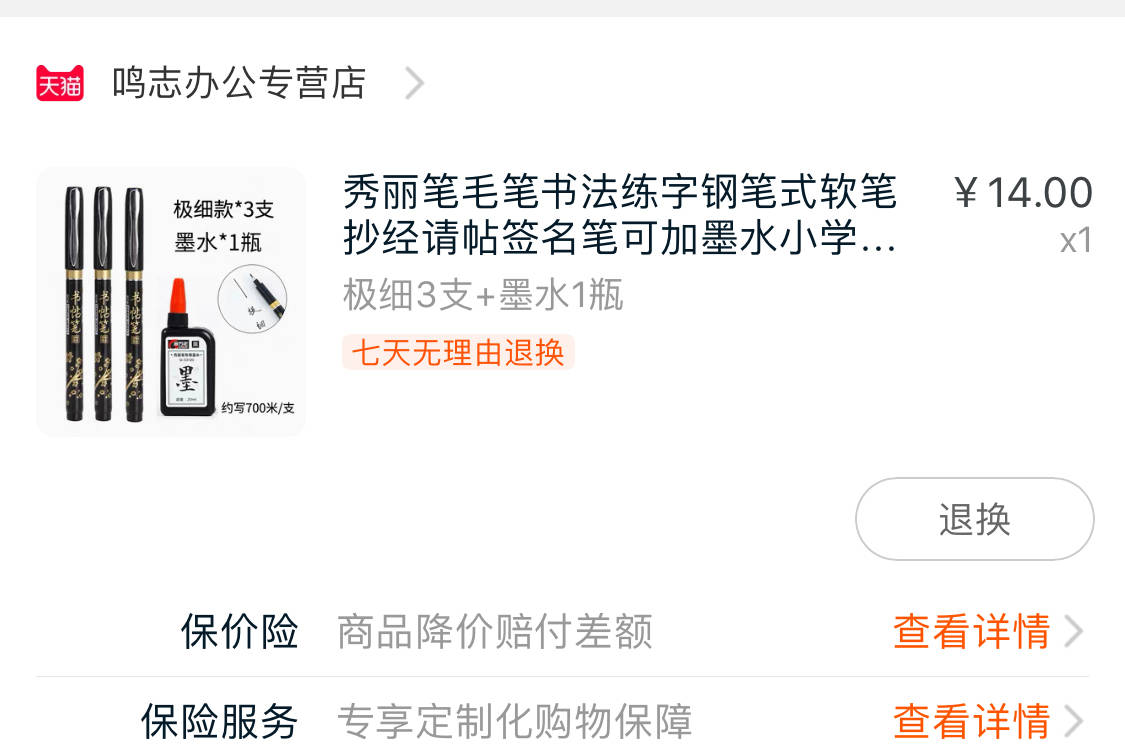 天猫 鸣志办公专营店
秀丽笔毛笔书法练字钢笔式软笔
抄经请帖签名笔可加墨水小学...
¥14.00
x1
极细3支+墨水1瓶
七天无理由退换
极细款*3支
墨水*1瓶
书帖笔
书帖笔
书帖笔
墨
约写700米/支
退换
保价险 商品降价赔付差额 查看详情
保险服务 专享定制化购物保障 查看详情